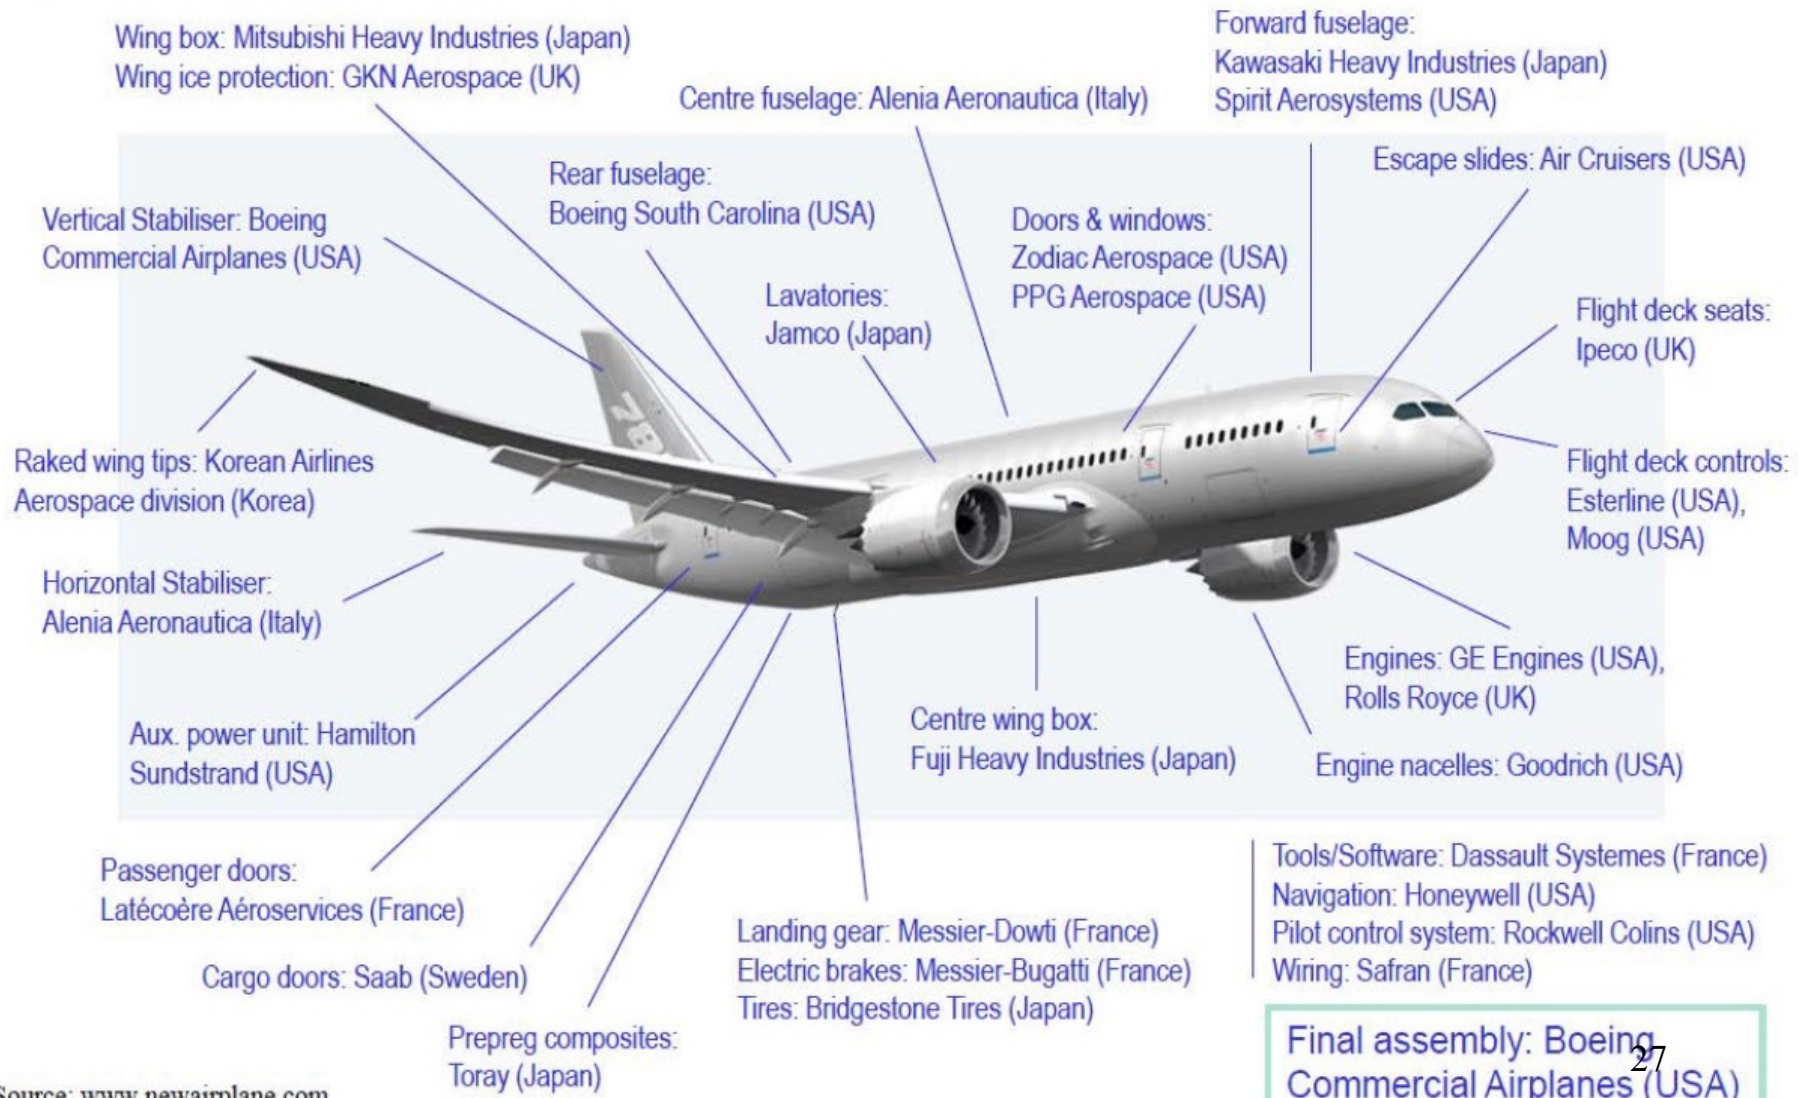 Wing box: Mitsubishi Heavy Industries (Japan)
Wing ice protection: GKN Aerospace (UK)
Centre fuselage: Alenia Aeronautica (Italy)
Forward fuselage:
Kawasaki Heavy Industries (Japan)
Spirit Aerosystems (USA)
Escape slides: Air Cruisers (USA)
Rear fuselage:
Boeing South Carolina (USA)
Vertical Stabiliser: Boeing
Commercial Airplanes (USA)
Doors & windows:
Zodiac Aerospace (USA)
PPG Aerospace (USA)
Lavatories:
Jamco (Japan)
Flight deck seats:
Ipeco (UK)
Raked wing tips: Korean Airlines
Aerospace division (Korea)
Flight deck controls:
Esterline (USA),
Moog (USA)
Horizontal Stabiliser:
Alenia Aeronautica (Italy)
Engines: GE Engines (USA),
Rolls Royce (UK)
Aux. power unit: Hamilton
Sundstrand (USA)
Centre wing box:
Fuji Heavy Industries (Japan)
Engine nacelles: Goodrich (USA)
Passenger doors:
Latécoère Aéroservices (France)
Cargo doors: Saab (Sweden)
Prepreg composites:
Toray (Japan)
Landing gear: Messier-Dowti (France)
Electric brakes: Messier-Bugatti (France)
Tires: Bridgestone Tires (Japan)
Tools/Software: Dassault Systemes (France)
Navigation: Honeywell (USA)
Pilot control system: Rockwell Colins (USA)
Wiring: Safran (France)
Final assembly: Boeing
Commercial Airplanes (USA)
27
Source: www.newairplane.com